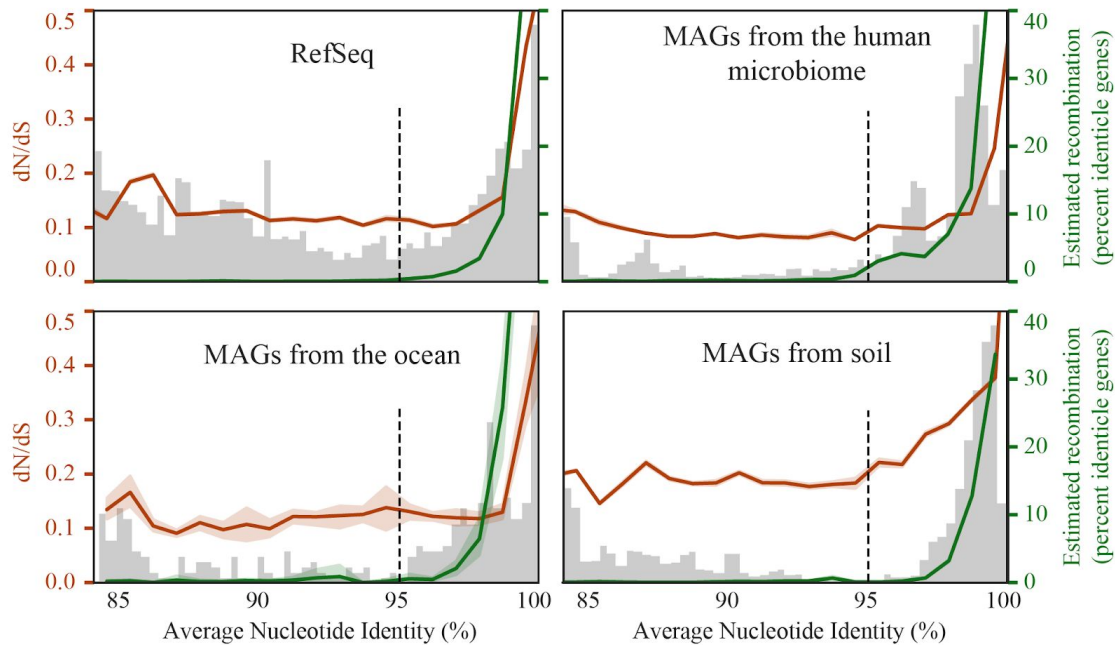 0.5
0.4
0.3
0.2
0.1
0.0
dN/dS
RefSeq
MAGs from the human
microbiome
40
30
20
10
0
Estimated recombination
(percent identicle genes)
0.5
0.4
0.3
0.2
0.1
0.0
dN/dS
MAGs from the ocean
MAGs from soil
40
30
20
10
0
Estimated recombination
(percent identicle genes)
85 90 95 100
85 90 95 100
Average Nucleotide Identity (%)
Average Nucleotide Identity (%)